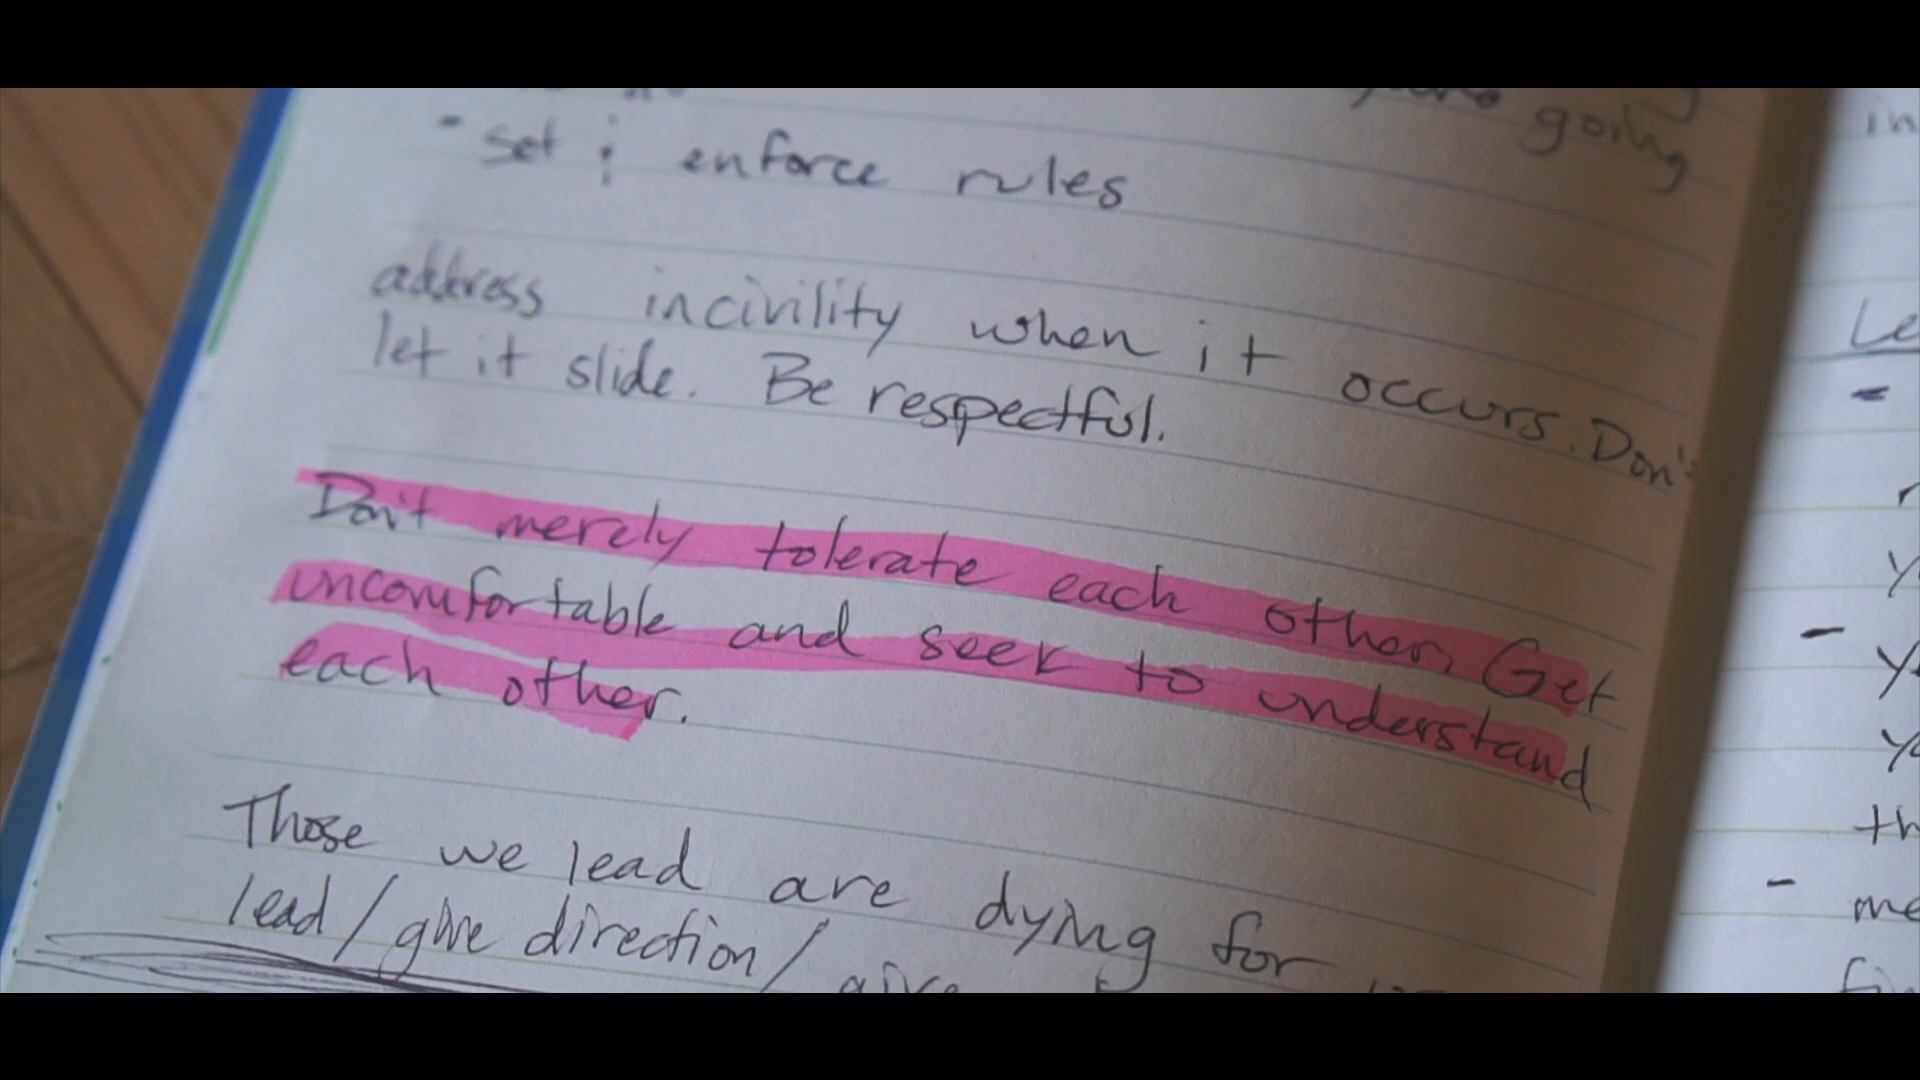 going
- set & enforce rules
address incivility when it occurs. Don't
let it slide. Be respectful.
Don't merely tolerate each other. Get
uncomfortable and seek to understand
each other.
Those we lead are dying for
lead / give direction /